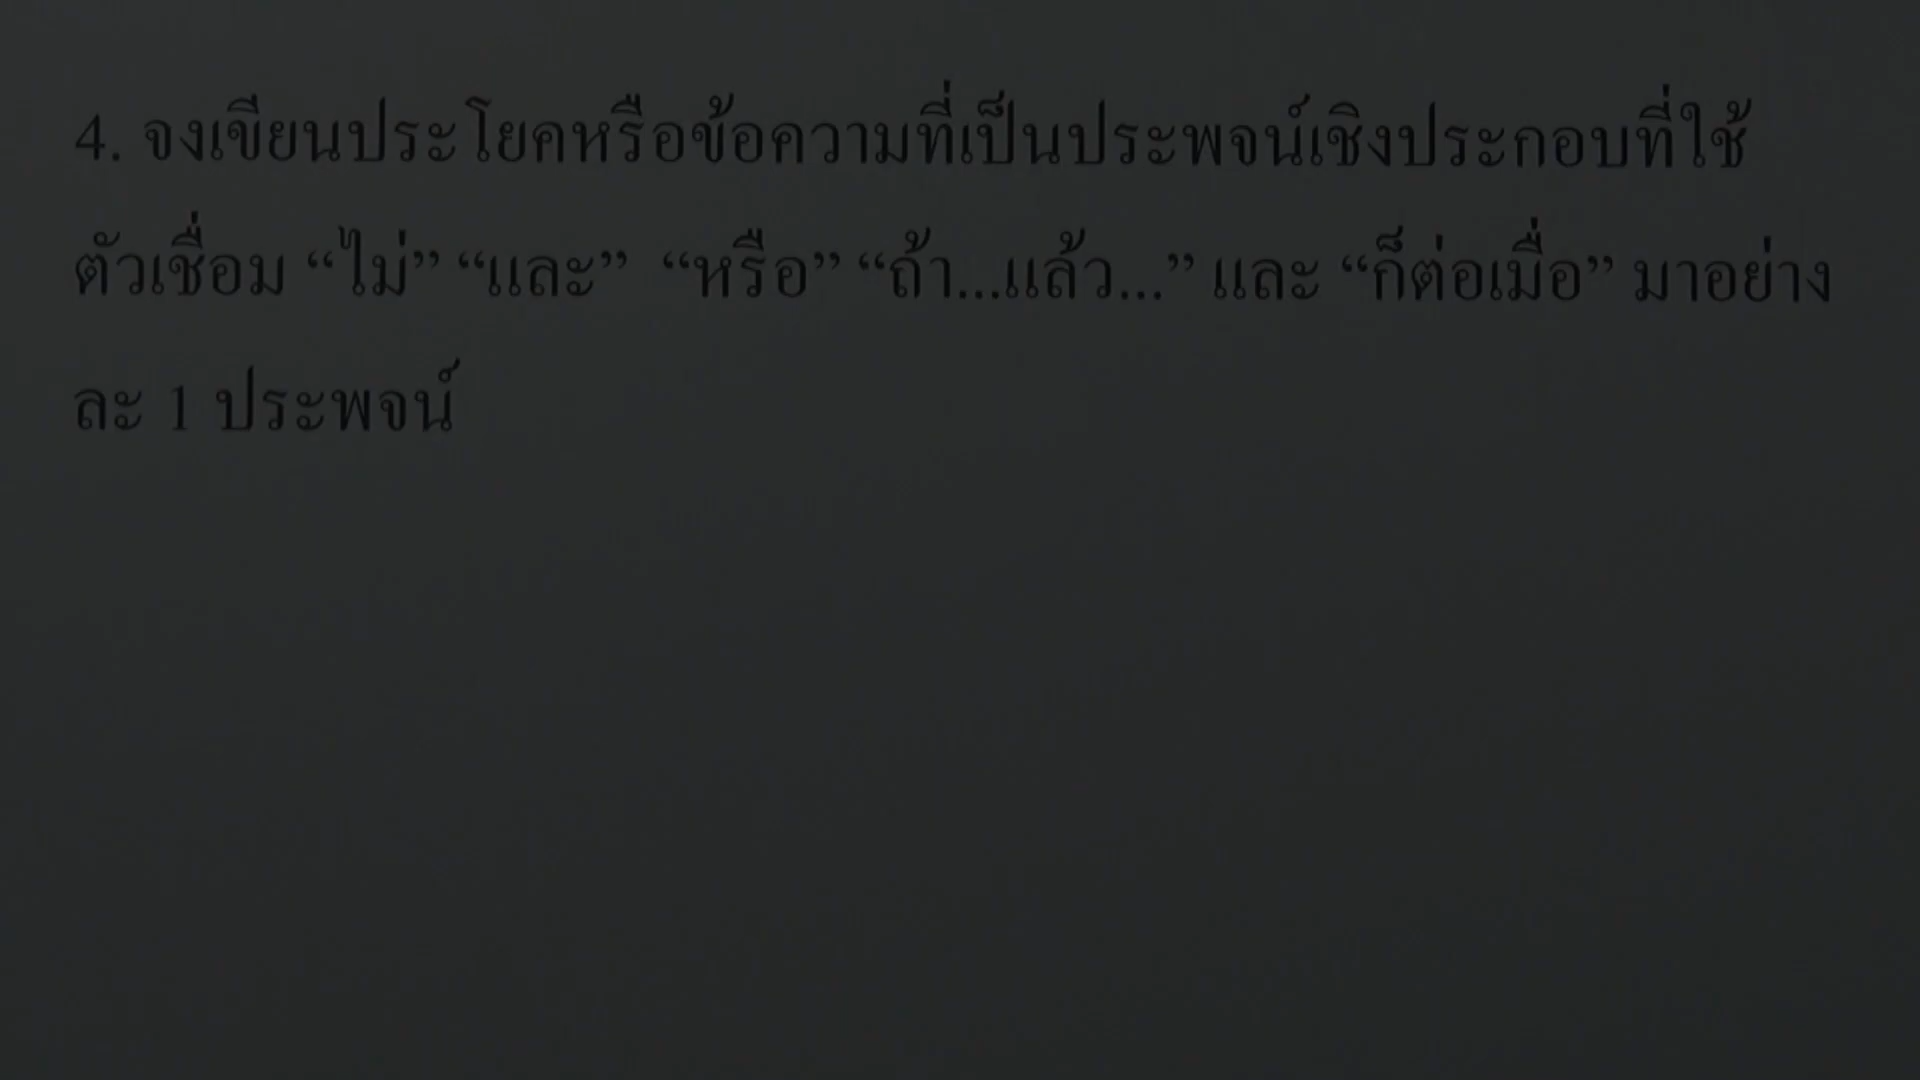 4. จงเขียนประโยคหรือข้อความที่เป็นประพจน์เชิงประกอบที่ใช้
ตัวเชื่อม “ไม่” “และ” “หรือ” “ถ้า...แล้ว...” และ “ก็ต่อเมื่อ” มาอย่าง
ละ 1 ประพจน์